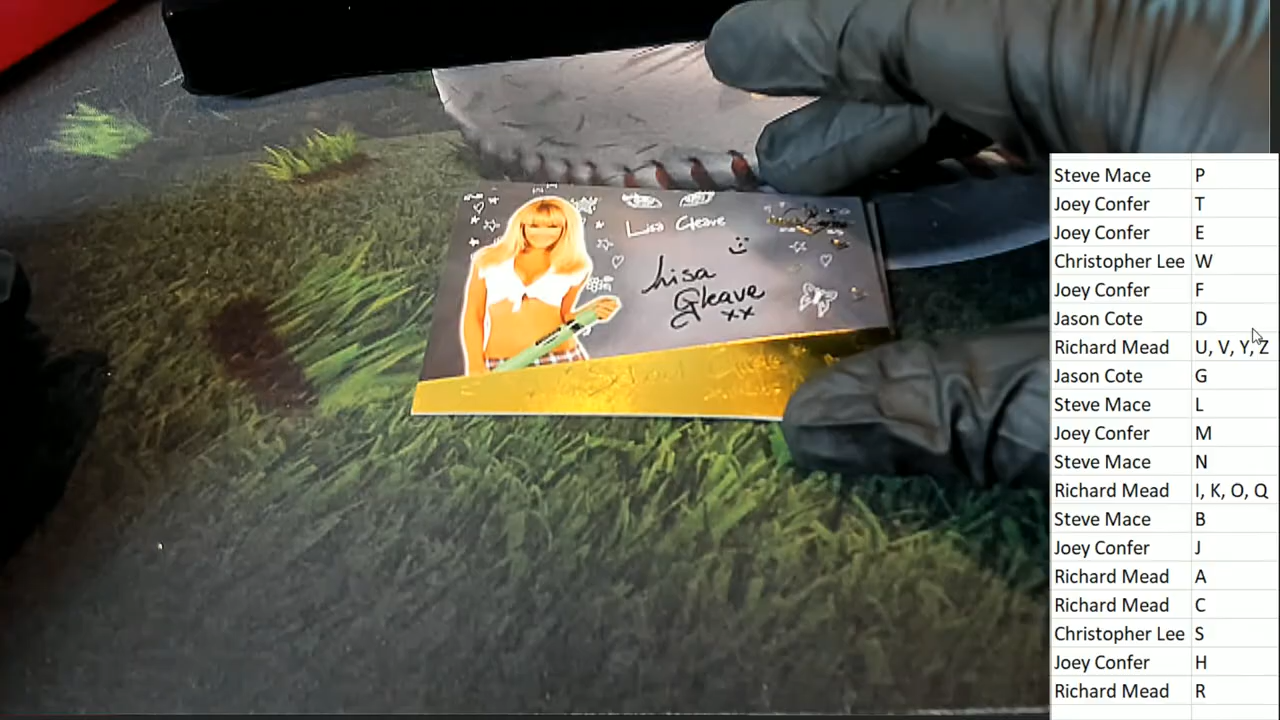 Lisa Gleave
Lisa
Gleave
xx
School
Steve Mace P
Joey Confer T
Joey Confer E
Christopher Lee W
Joey Confer F
Jason Cote D
Richard Mead U, V, Y, Z
Jason Cote G
Steve Mace L
Joey Confer M
Steve Mace N
Richard Mead I, K, O, Q
Steve Mace B
Joey Confer J
Richard Mead A
Richard Mead C
Christopher Lee S
Joey Confer H
Richard Mead R